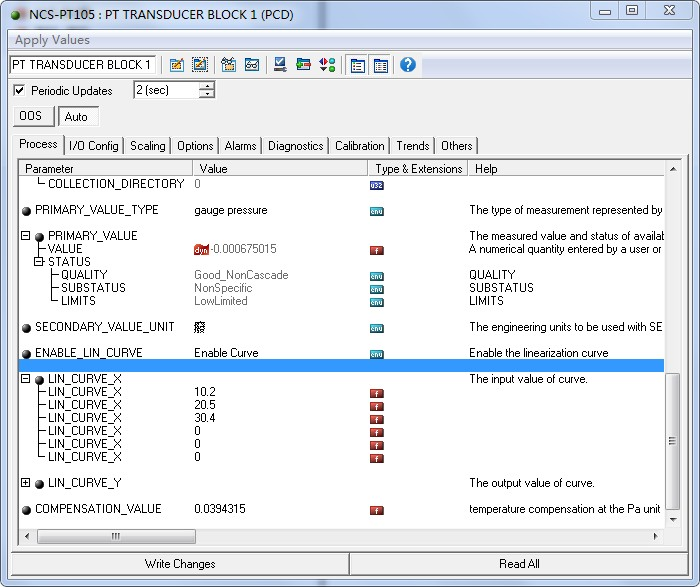 NCS-PT105 : PT TRANSDUCER BLOCK 1 (PCD)
Apply Values
PT TRANSDUCER BLOCK 1
Periodic Updates 2 (sec)
OOS Auto
Process I/O Config Scaling Options Alarms Diagnostics Calibration Trends Others
Parameter Value Type & Extensions Help
COLLECTION_DIRECTORY 0 u32
PRIMARY_VALUE_TYPE gauge pressure enu The type of measurement represented by
PRIMARY_VALUE The measured value and status of availab
VALUE dyn -0.000675015 f A numerical quantity entered by a user or
STATUS
QUALITY Good_NonCascade enu QUALITY
SUBSTATUS NonSpecific enu SUBSTATUS
LIMITS LowLimited enu LIMITS
SECONDARY_VALUE_UNIT enu The engineering units to be used with SE
ENABLE_LIN_CURVE Enable Curve enu Enable the linearization curve
LIN_CURVE_X The input value of curve.
LIN_CURVE_X 10.2 f
LIN_CURVE_X 20.5 f
LIN_CURVE_X 30.4 f
LIN_CURVE_X 0 f
LIN_CURVE_X 0 f
LIN_CURVE_X 0 f
LIN_CURVE_Y The output value of curve.
COMPENSATION_VALUE 0.0394315 f temperature compensation at the Pa unit
Write Changes Read All